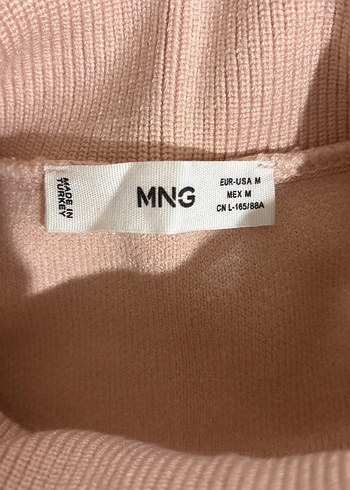 MADE IN
TURKEY
MNG
EUR-USA M
MEX M
CN L-165/88A